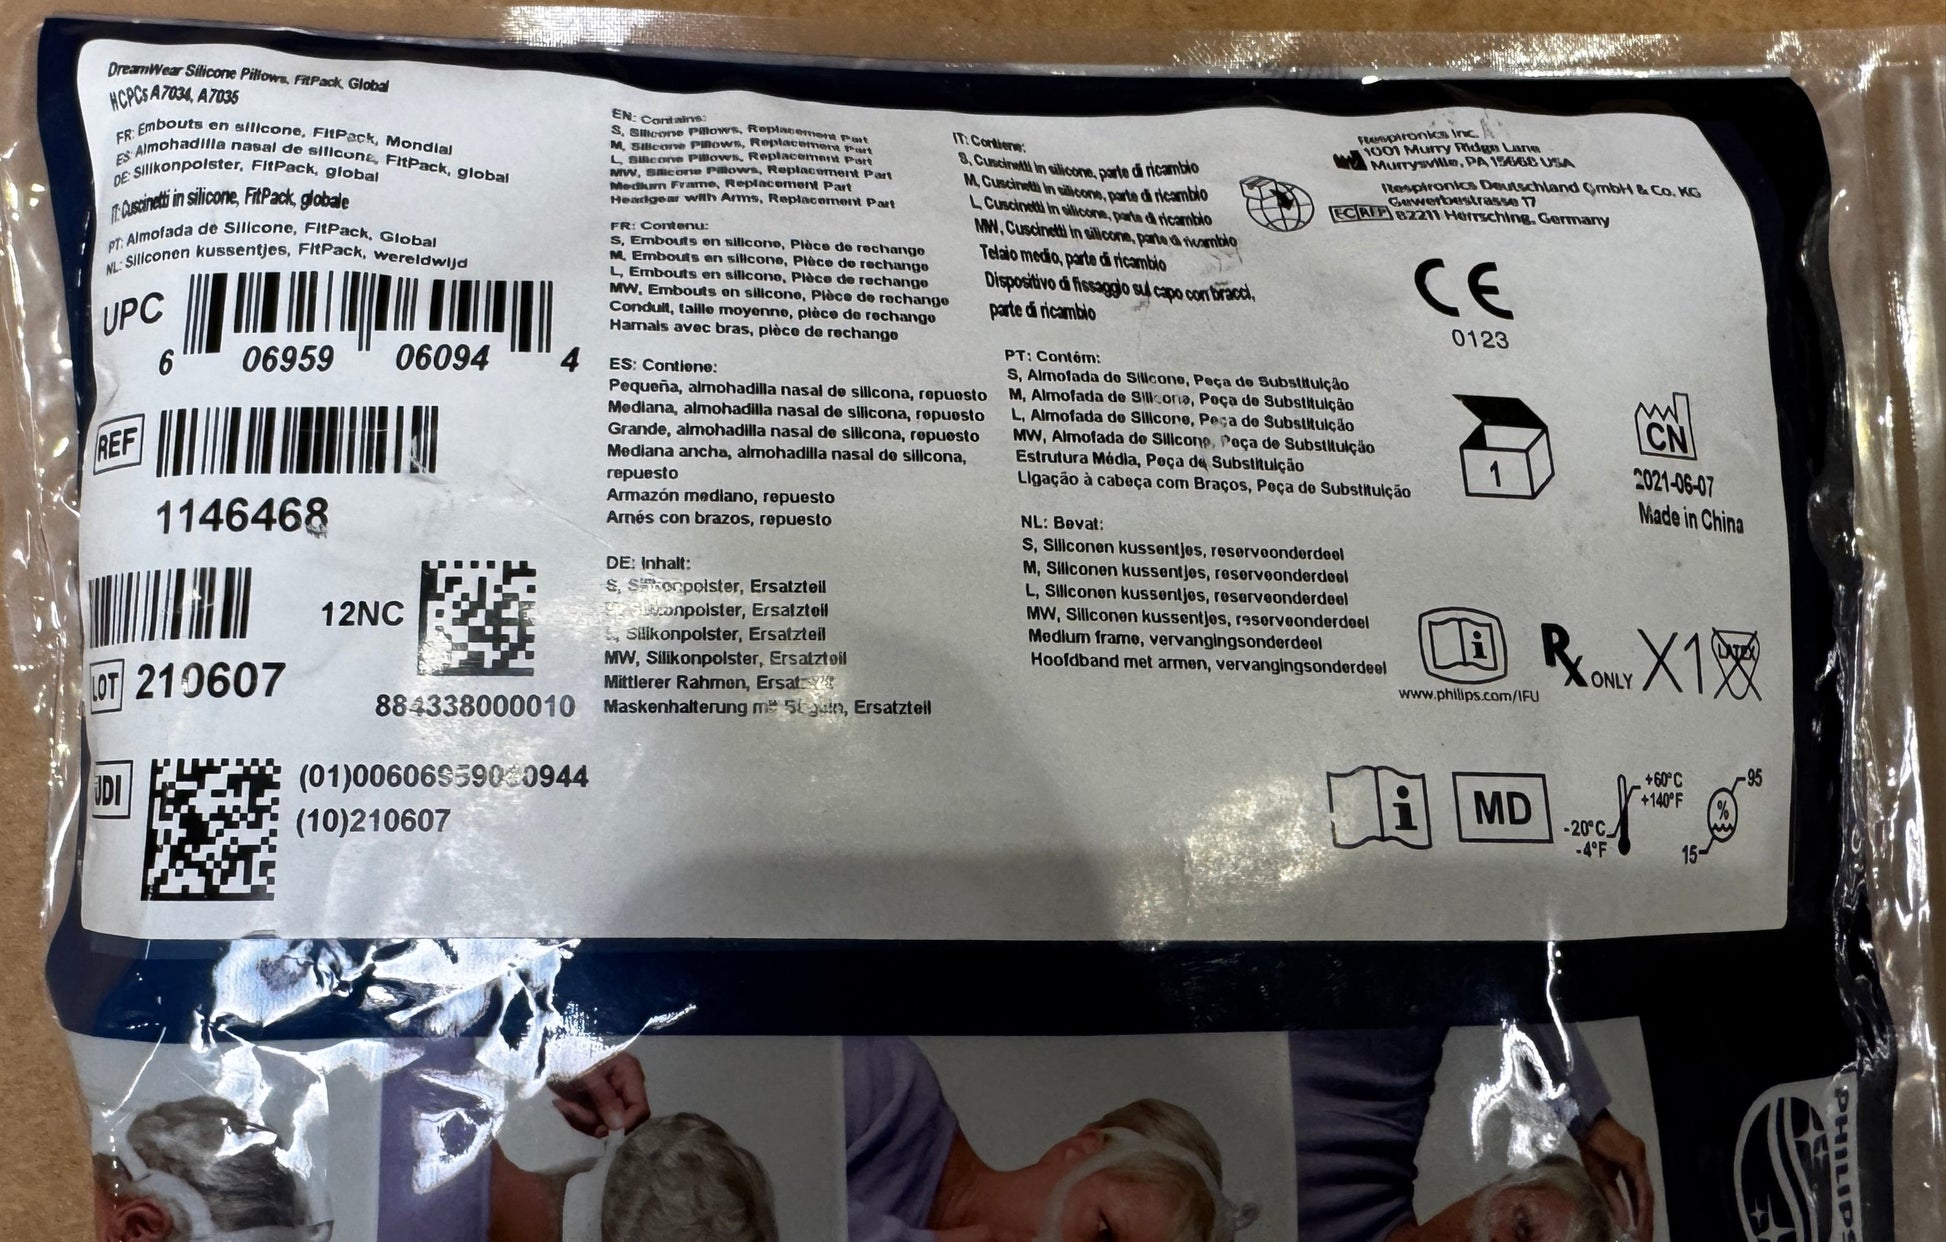 DreamWear Silicone Pillows, FitPack, Global
HCPCs A7034, A7035
FR: Embouts en silicone, FitPack, Mondial
ES: Almohadilla nasal de silicona, FitPack, global
DE: Silikonpolster, FitPack, global
IT: Cuscinetti in silicone, FitPack, globale
PT: Almofada de Silicone, FitPack, Global
NL: Siliconen kussentjes, FitPack, wereldwijd
UPC
6 06959 06094 4
REF
1146468
LOT 210607
12NC
884338000010
UDI
(01)00606959060944
(10)210607
EN: Contains:
S, Silicone Pillows, Replacement Part
M, Silicone Pillows, Replacement Part
L, Silicone Pillows, Replacement Part
MW, Silicone Pillows, Replacement Part
Medium Frame, Replacement Part
Headgear with Arms, Replacement Part
FR: Contenu:
S, Embouts en silicone, Pièce de rechange
M, Embouts en silicone, Pièce de rechange
L, Embouts en silicone, Pièce de rechange
MW, Embouts en silicone, Pièce de rechange
Conduit, taille moyenne, pièce de rechange
Harnais avec bras, pièce de rechange
ES: Contiene:
Pequeña, almohadilla nasal de silicona, repuesto
Mediana, almohadilla nasal de silicona, repuesto
Grande, almohadilla nasal de silicona, repuesto
Mediana ancha, almohadilla nasal de silicona,
repuesto
Armazón mediano, repuesto
Arnés con brazos, repuesto
DE: Inhalt:
S, Silikonpolster, Ersatzteil
Silikonpolster, Ersatzteil
Silikonpolster, Ersatzteil
MW, Silikonpolster, Ersatzteil
Mittlerer Rahmen, Ersatzteil
Maskenhalterung mit Bügeln, Ersatzteil
IT: Contiene:
S, Cuscinetti in silicone, parte di ricambio
M, Cuscinetti in silicone, parte di ricambio
L, Cuscinetti in silicone, parte di ricambio
MW, Cuscinetti in silicone, parte di ricambio
Telaio medio, parte di ricambio
Dispositivo di fissaggio sul capo con bracci,
parte di ricambio
PT: Contém:
S, Almofada de Silicone, Peça de Substituição
M, Almofada de Silicone, Peça de Substituição
L, Almofada de Silicone, Peça de Substituição
MW, Almofada de Silicone, Peça de Substituição
Estrutura Média, Peça de Substituição
Ligação à cabeça com Braços, Peça de Substituição
NL: Bevat:
S, Siliconen kussentjes, reserveonderdeel
M, Siliconen kussentjes, reserveonderdeel
L, Siliconen kussentjes, reserveonderdeel
MW, Siliconen kussentjes, reserveonderdeel
Medium frame, vervangingsonderdeel
Hoofdband met armen, vervangingsonderdeel
Respironics Inc.
1001 Murry Ridge Lane
Murrysville, PA 15668 USA
Respironics Deutschland GmbH & Co. KG
Gewerbestrasse 17
EC REP 82211 Herrsching, Germany
CE
0123
1
CN
2021-06-07
Made in China
i
www.philips.com/IFU
Rx ONLY X1 LATEX
i
MD
+60°C
+140°F
-20°C
-4°F
95
%
15
PHILIPS